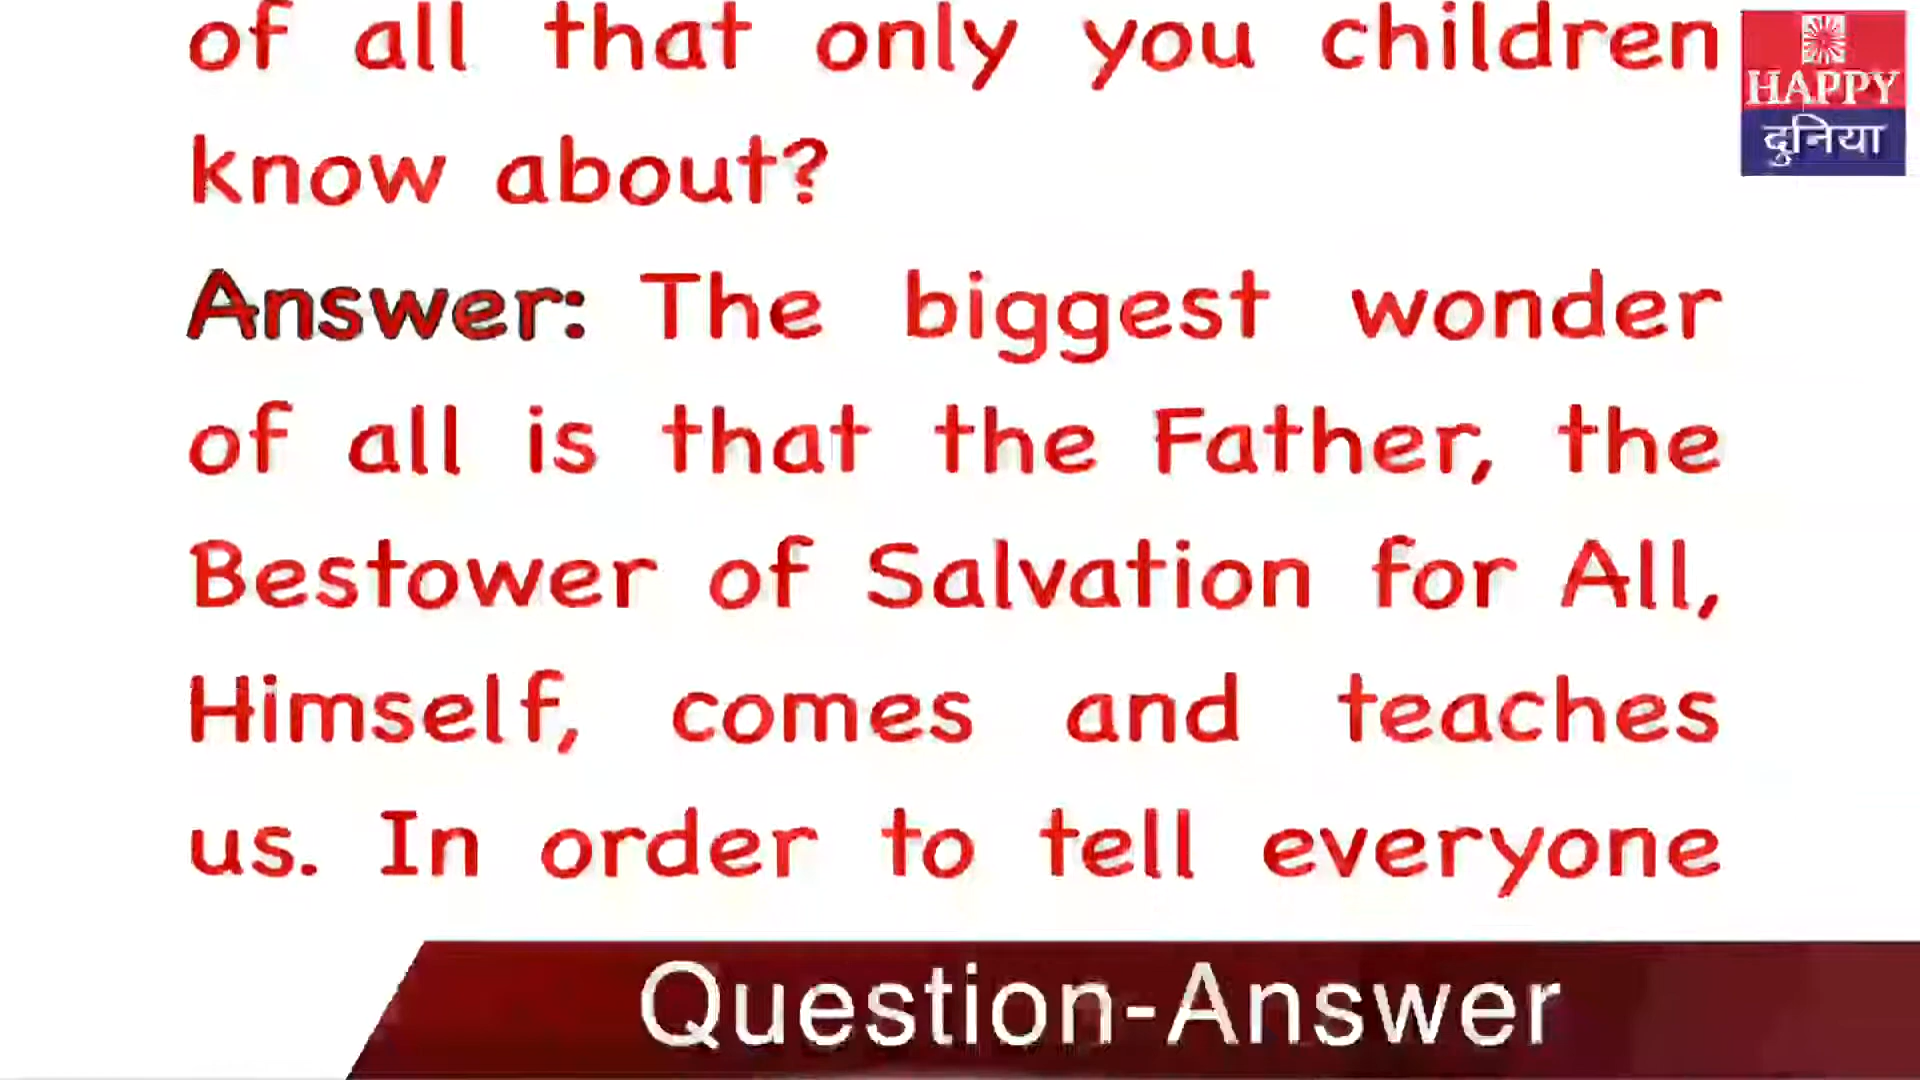 of all that only you children
know about?
Answer: The biggest wonder
of all is that the Father, the
Bestower of Salvation for All,
Himself, comes and teaches
us. In order to tell everyone
Question-Answer
HAPPY
दुनिया